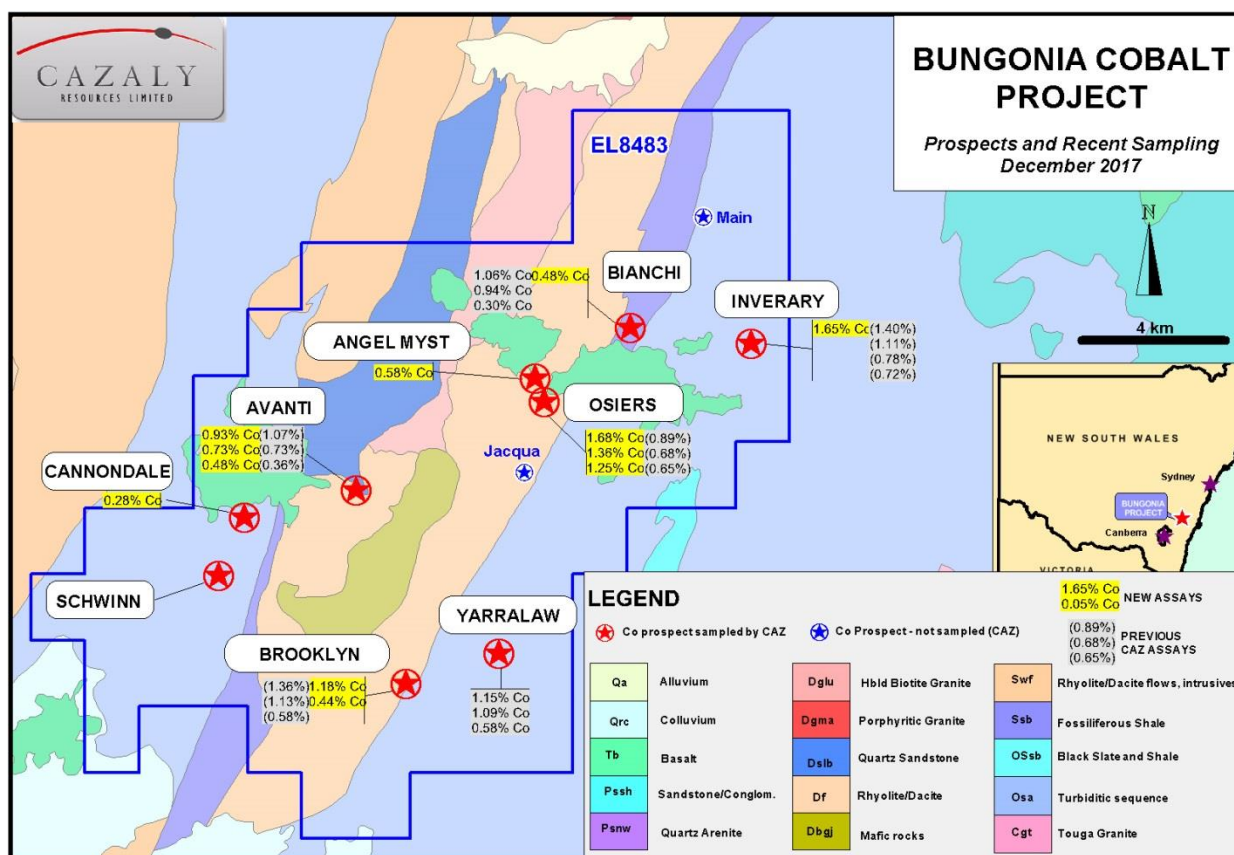 CAZALY
RESOURCES LIMITED
BUNGONIA COBALT
PROJECT
Prospects and Recent Sampling
December 2017
EL8483
Main
N
4 km
BIANCHI
1.06% Co 0.48% Co
0.94% Co
0.30% Co
INVERARY
1.65% Co (1.40%)
(1.11%)
(0.78%)
(0.72%)
ANGEL MYST
0.58% Co
OSIERS
1.68% Co (0.89%)
1.36% Co (0.68%)
1.25% Co (0.65%)
Jacqua
AVANTI
0.93% Co (1.07%)
0.73% Co (0.73%)
0.48% Co (0.36%)
CANNONDALE
0.28% Co
SCHWINN
YARRALAW
1.15% Co
1.09% Co
0.58% Co
BROOKLYN
(1.36%) 1.18% Co
(1.13%) 0.44% Co
(0.58%)
NEW SOUTH WALES
Sydney
BUNGONIA
PROJECT
Canberra
VICTORIA
LEGEND
Co prospect sampled by CAZ
Co Prospect - not sampled (CAZ)
1.65% Co
0.05% Co
NEW ASSAYS
(0.89%)
(0.68%)
(0.65%)
PREVIOUS
CAZ ASSAYS
Qa Alluvium
Qrc Colluvium
Tb Basalt
Pssh Sandstone/Conglom.
Psnw Quartz Arenite
Dglu Hbld Biotite Granite
Dgma Porphyritic Granite
Dslb Quartz Sandstone
Df Rhyolite/Dacite
Dbgj Mafic rocks
Swf Rhyolite/Dacite flows, intrusives
Ssb Fossiliferous Shale
OSsb Black Slate and Shale
Osa Turbiditic sequence
Cgt Touga Granite